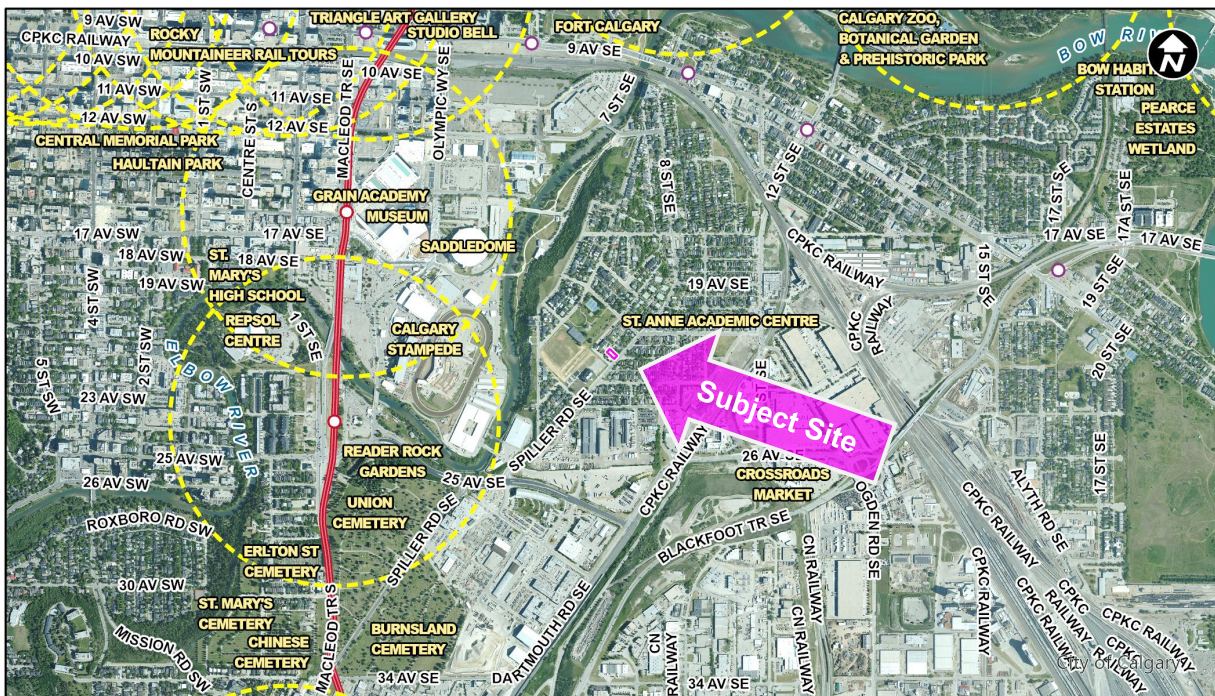 TRIANGLE ART GALLERY
STUDIO BELL
9 AV SW
CPKC RAILWAY
ROCKY
MOUNTAINEER RAIL TOURS
FORT CALGARY
9 AV SE
CALGARY ZOO,
BOTANICAL GARDEN
& PREHISTORIC PARK
BOW RI
N
10 AV SW
10 AV SE
BOW HABIT
STATION
11 AV SW
11 AV SE
1 ST SW
CENTRE ST S
MACLEOD TR SE
OLYMPIC WY SE
7 ST SE
PEARCE
ESTATES
WETLAND
12 AV SW
12 AV SE
CENTRAL MEMORIAL PARK
HAULTAIN PARK
8 ST SE
12 ST SE
17 ST SE
17A ST SE
GRAIN ACADEMY
MUSEUM
17 AV SW
17 AV SE
SADDLEDOME
CPKC RAILWAY
17 AV SE
17 AV SE
18 AV SW
18 AV SE
ST.
MARY'S
HIGH SCHOOL
19 AV SW
19 AV SE
15 ST SE
19 ST SE
4 ST SW
1 ST SE
REPSOL
CENTRE
CALGARY
STAMPEDE
ST. ANNE ACADEMIC CENTRE
CPKC
RAILWAY
20 ST SE
5 ST SW
2 ST SW
ELBOW RIVER
ST SE
Subject Site
23 AV SW
SPILLER RD SE
25 AV SW
READER ROCK
GARDENS
26 AV SW
25 AV SE
CPKC RAILWAY
26 AV
CROSSROADS
MARKET
17 ST SE
UNION
CEMETERY
OGDEN RD SE
ALYTH RD SE
CPKC RAILWAY
ROXBORO RD SW
SPILLER RD SE
BLACKFOOT TR SE
ERLTON ST
CEMETERY
CN RAILWAY
CPKC RAILWAY
30 AV SW
ST. MARY'S
CEMETERY
CHINESE
CEMETERY
MACLEOD TR S
BURNSLAND
CEMETERY
DARTMOUTH RD SE
MISSION RD SW
CN
RAILWAY
CN RAILWAY
CPKC RAILWAY
CPKC
RAILWAY
CPKC RAILWAY
34 AV SE
34 AV SE
City of Calgary